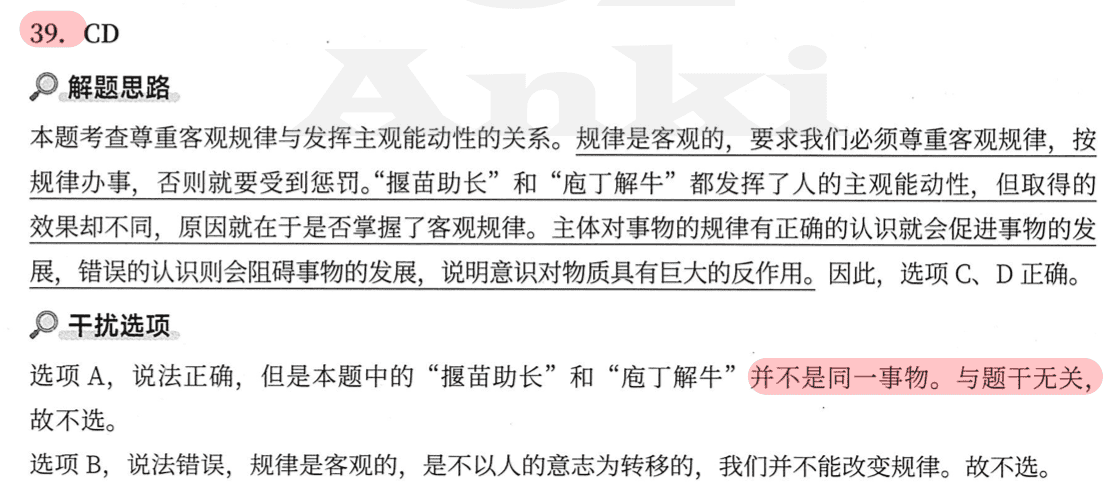 Anki
39. CD
解题思路
本题考查尊重客观规律与发挥主观能动性的关系。规律是客观的，要求我们必须尊重客观规律，按
规律办事，否则就要受到惩罚。“揠苗助长”和“庖丁解牛”都发挥了人的主观能动性，但取得的
效果却不同，原因就在于是否掌握了客观规律。主体对事物的规律有正确的认识就会促进事物的发
展，错误的认识则会阻碍事物的发展，说明意识对物质具有巨大的反作用。因此，选项 C、D 正确。
干扰选项
选项 A，说法正确，但是本题中的“揠苗助长”和“庖丁解牛”并不是同一事物。与题干无关，
故不选。
选项 B，说法错误，规律是客观的，是不以人的意志为转移的，我们并不能改变规律。故不选。